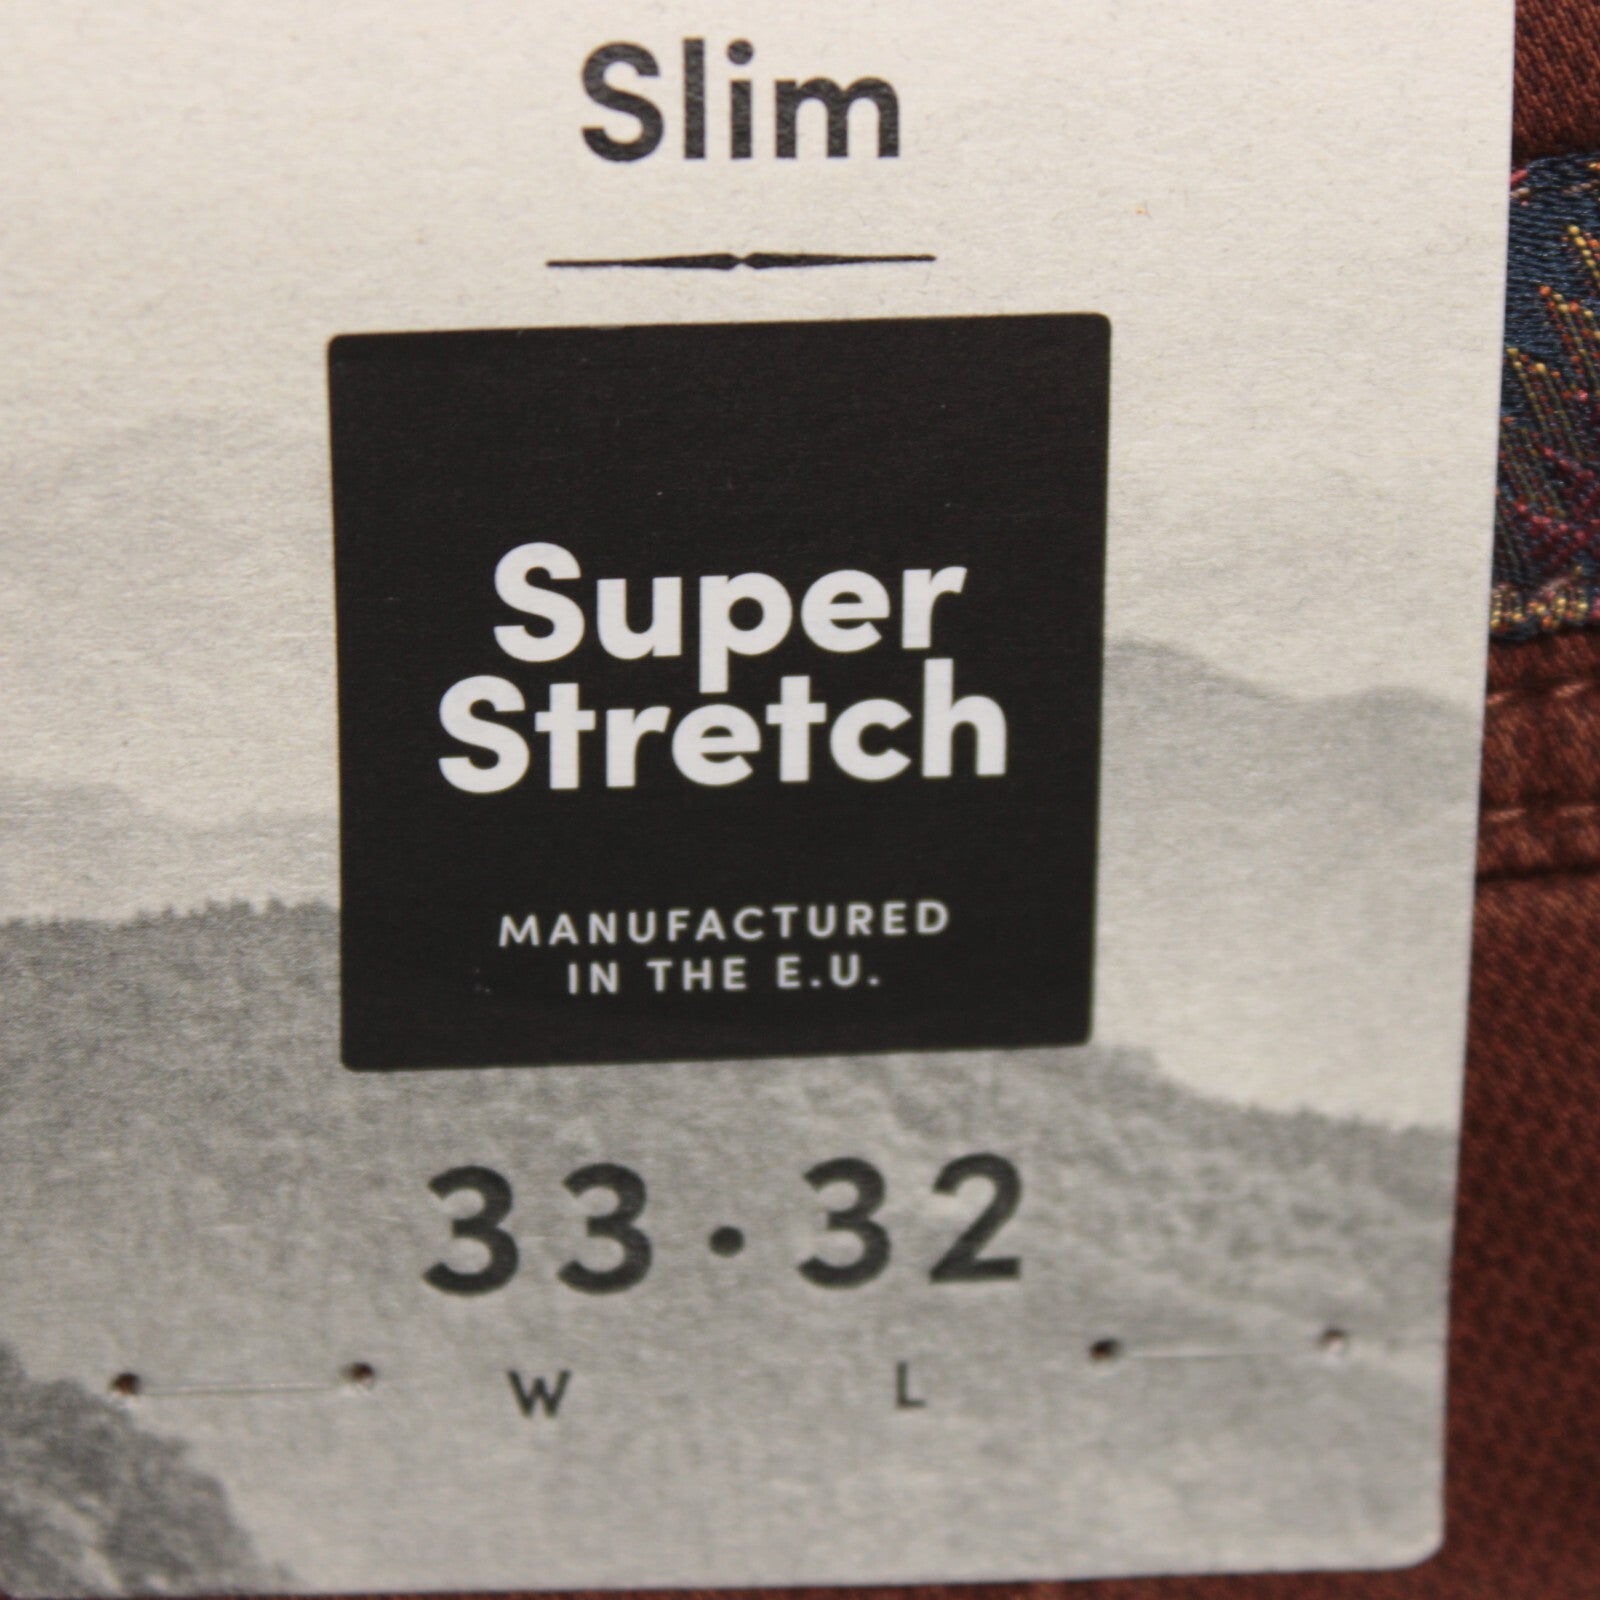 Slim
Super
Stretch
MANUFACTURED
IN THE E.U.
33·32
W L